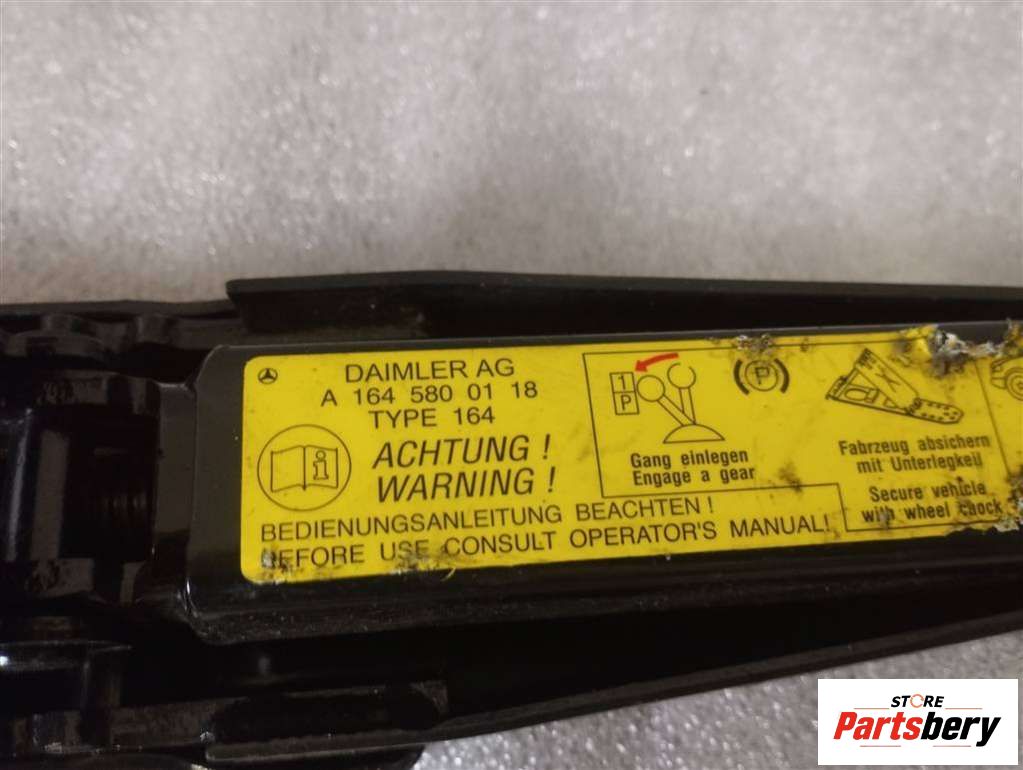 DAIMLER AG
A 164 580 01 18
TYPE 164
ACHTUNG !
WARNING !
BEDIENUNGSANLEITUNG BEACHTEN !
BEFORE USE CONSULT OPERATOR'S MANUAL!
1
P
Gang einlegen
Engage a gear
P
Fahrzeug absichern
mit Unterlegkeil
Secure vehicle
with wheel chock
STORE
Partsbery